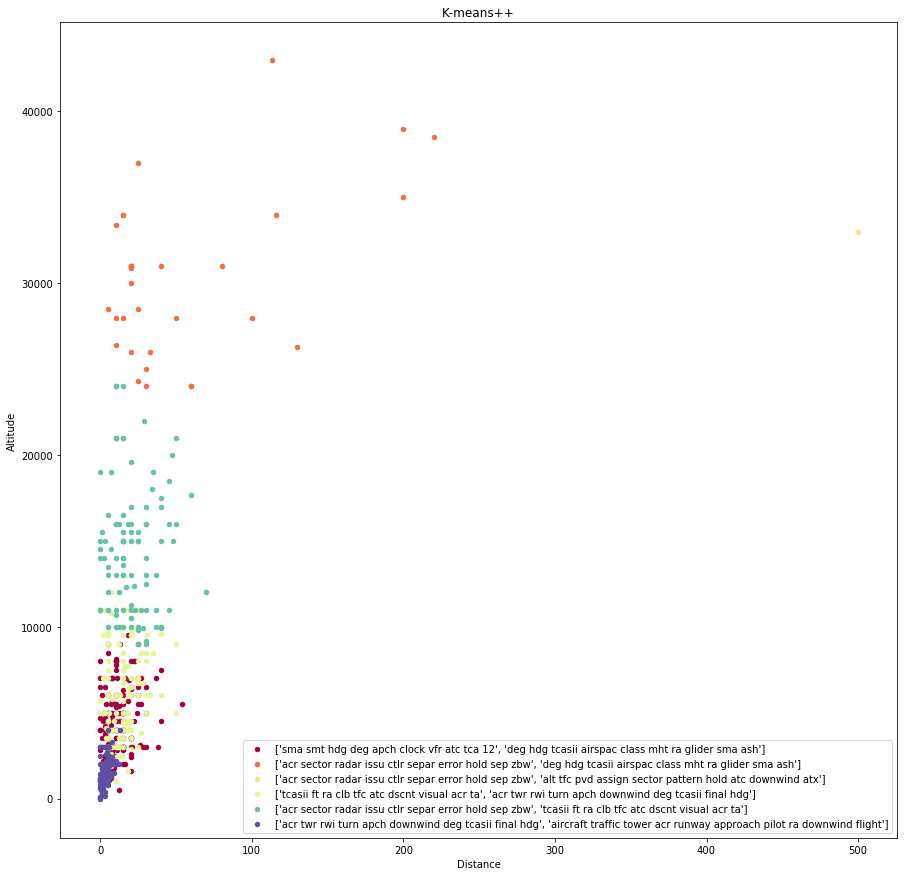 K-means++
40000
30000
20000
10000
0
Altitude
['sma smt hdg deg apch clock vfr atc tca 12', 'deg hdg tcasii airspac class mht ra glider sma ash']
['acr sector radar issu ctlr separ error hold sep zbw', 'deg hdg tcasii airspac class mht ra glider sma ash']
['acr sector radar issu ctlr separ error hold sep zbw', 'alt tfc pvd assign sector pattern hold atc downwind atx']
['tcasii ft ra clb tfc atc dscnt visual acr ta', 'acr twr rwi turn apch downwind deg tcasii final hdg']
['acr sector radar issu ctlr separ error hold sep zbw', 'tcasii ft ra clb tfc atc dscnt visual acr ta']
['acr twr rwi turn apch downwind deg tcasii final hdg', 'aircraft traffic tower acr runway approach pilot ra downwind flight']
0 100 200 300 400 500
Distance